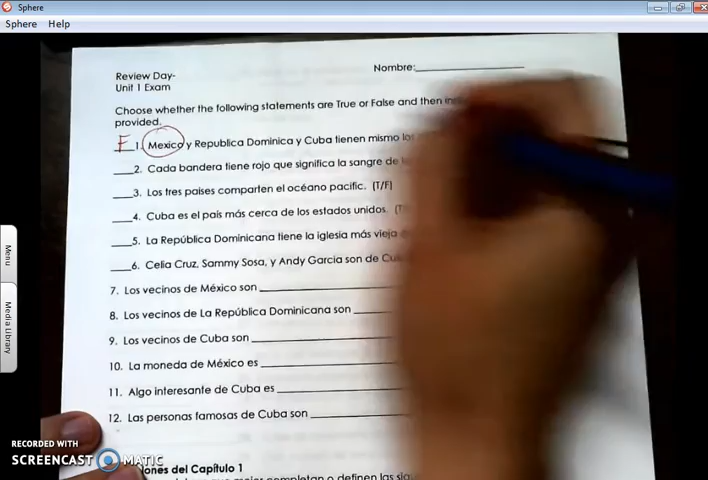 Sphere
Sphere Help
Menu
Media Library
Nombre:
Review Day-
Unit 1 Exam
Choose whether the following statements are True or False and then
provided.
F 1. Mexico y Republica Dominica y Cuba tienen mismo
2. Cada bandera tiene rojo que significa la sangre de
3. Los tres paises comparten el océano pacific. (T/F)
4. Cuba es el país más cerca de los estados unidos.
5. La República Dominicana tiene la iglesia más vieja
6. Celia Cruz, Sammy Sosa, y Andy Garcia son de
7. Los vecinos de México son
8. Los vecinos de La República Dominicana son
9. Los vecinos de Cuba son
10. La moneda de México es
11. Algo interesante de Cuba es
12. Las personas famosas de Cuba son
RECORDED WITH
SCREENCAST MATIC
del Capítulo 1
completan o definen las